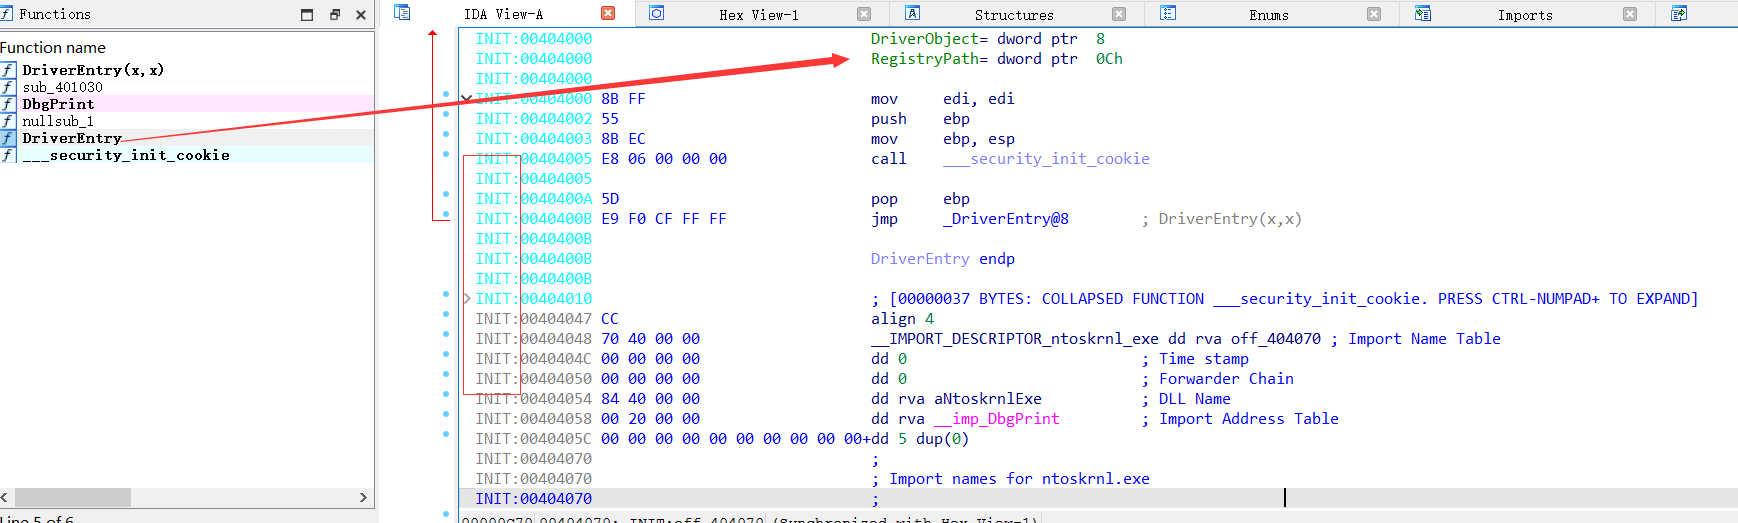 Functions
Function name
DriverEntry(x,x)
sub_401030
DbgPrint
nullsub_1
DriverEntry
___security_init_cookie
IDA View-A
Hex View-1
Structures
Enums
Imports
INIT:00404000 DriverObject= dword ptr 8
INIT:00404000 RegistryPath= dword ptr 0Ch
INIT:00404000
INIT:00404000 8B FF mov edi, edi
INIT:00404002 55 push ebp
INIT:00404003 8B EC mov ebp, esp
INIT:00404005 E8 06 00 00 00 call ___security_init_cookie
INIT:00404005
INIT:0040400A 5D pop ebp
INIT:0040400B E9 F0 CF FF FF jmp _DriverEntry@8 ; DriverEntry(x,x)
INIT:0040400B
INIT:0040400B DriverEntry endp
INIT:0040400B
INIT:00404010 ; [00000037 BYTES: COLLAPSED FUNCTION ___security_init_cookie. PRESS CTRL-NUMPAD+ TO EXPAND]
INIT:00404047 CC align 4
INIT:00404048 70 40 00 00 __IMPORT_DESCRIPTOR_ntoskrnl_exe dd rva off_404070 ; Import Name Table
INIT:0040404C 00 00 00 00 dd 0 ; Time stamp
INIT:00404050 00 00 00 00 dd 0 ; Forwarder Chain
INIT:00404054 84 40 00 00 dd rva aNtoskrnlExe ; DLL Name
INIT:00404058 00 20 00 00 dd rva __imp_DbgPrint ; Import Address Table
INIT:0040405C 00 00 00 00 00 00 00 00 00 00 00+dd 5 dup(0)
INIT:00404070 ;
INIT:00404070 ; Import names for ntoskrnl.exe
INIT:00404070 ;
Line 5 of 6
00404070: INIT:off_404070 (Synchronized with Hex View-1)